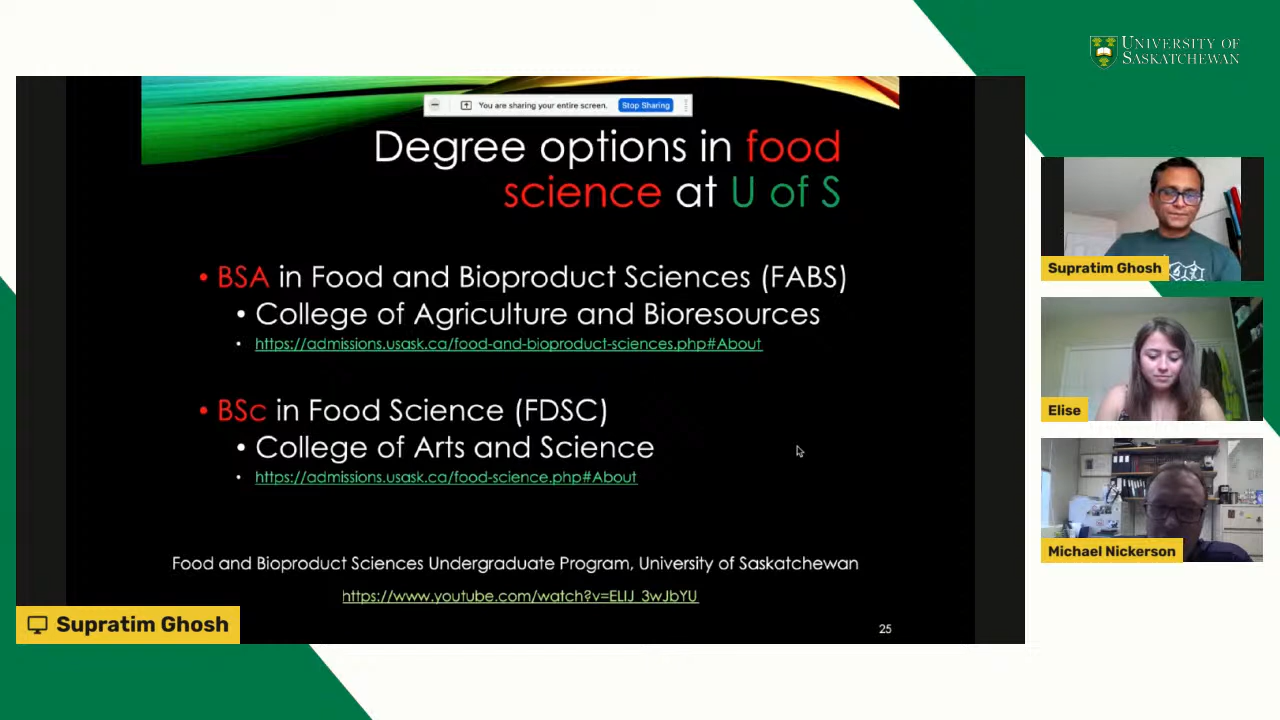 UNIVERSITY OF
SASKATCHEWAN
You are sharing your entire screen. Stop Sharing
Degree options in food
science at U of S
• BSA in Food and Bioproduct Sciences (FABS)
• College of Agriculture and Bioresources
• https://admissions.usask.ca/food-and-bioproduct-sciences.php#About
• BSc in Food Science (FDSC)
• College of Arts and Science
• https://admissions.usask.ca/food-science.php#About
Food and Bioproduct Sciences Undergraduate Program, University of Saskatchewan
https://www.youtube.com/watch?v=ELIJ_3wJbYU
25
Supratim Ghosh
Supratim Ghosh
Elise
Michael Nickerson